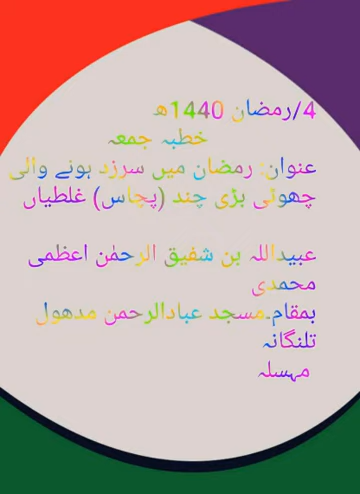 4/رمضان 1440ھ
خطبہ جمعہ
عنوان: رمضان میں سرزد ہونے والی
چھوٹی بڑی چند (پچاس) غلطیاں
عبیداللہ بن شفیق الرحمٰن اعظمی
محمدی
بمقام۔مسجد عبادالرحمن مدھول
تلنگانہ
مہسلہ